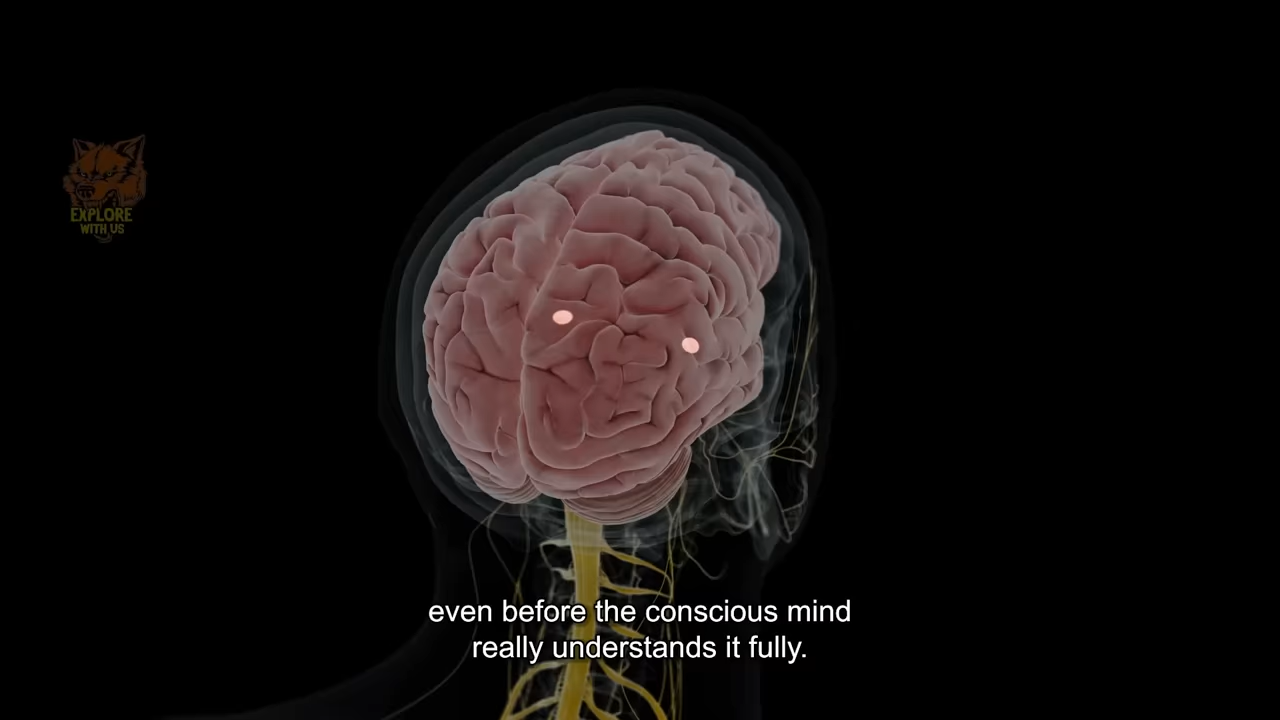 EXPLORE
WITH US
even before the conscious mind
really understands it fully.